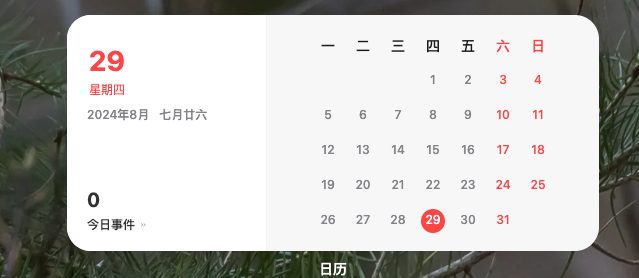 29
星期四
2024年8月 七月廿六
0
今日事件 »
一 二 三 四 五 六 日
1 2 3 4
5 6 7 8 9 10 11
12 13 14 15 16 17 18
19 20 21 22 23 24 25
26 27 28 29 30 31
日历